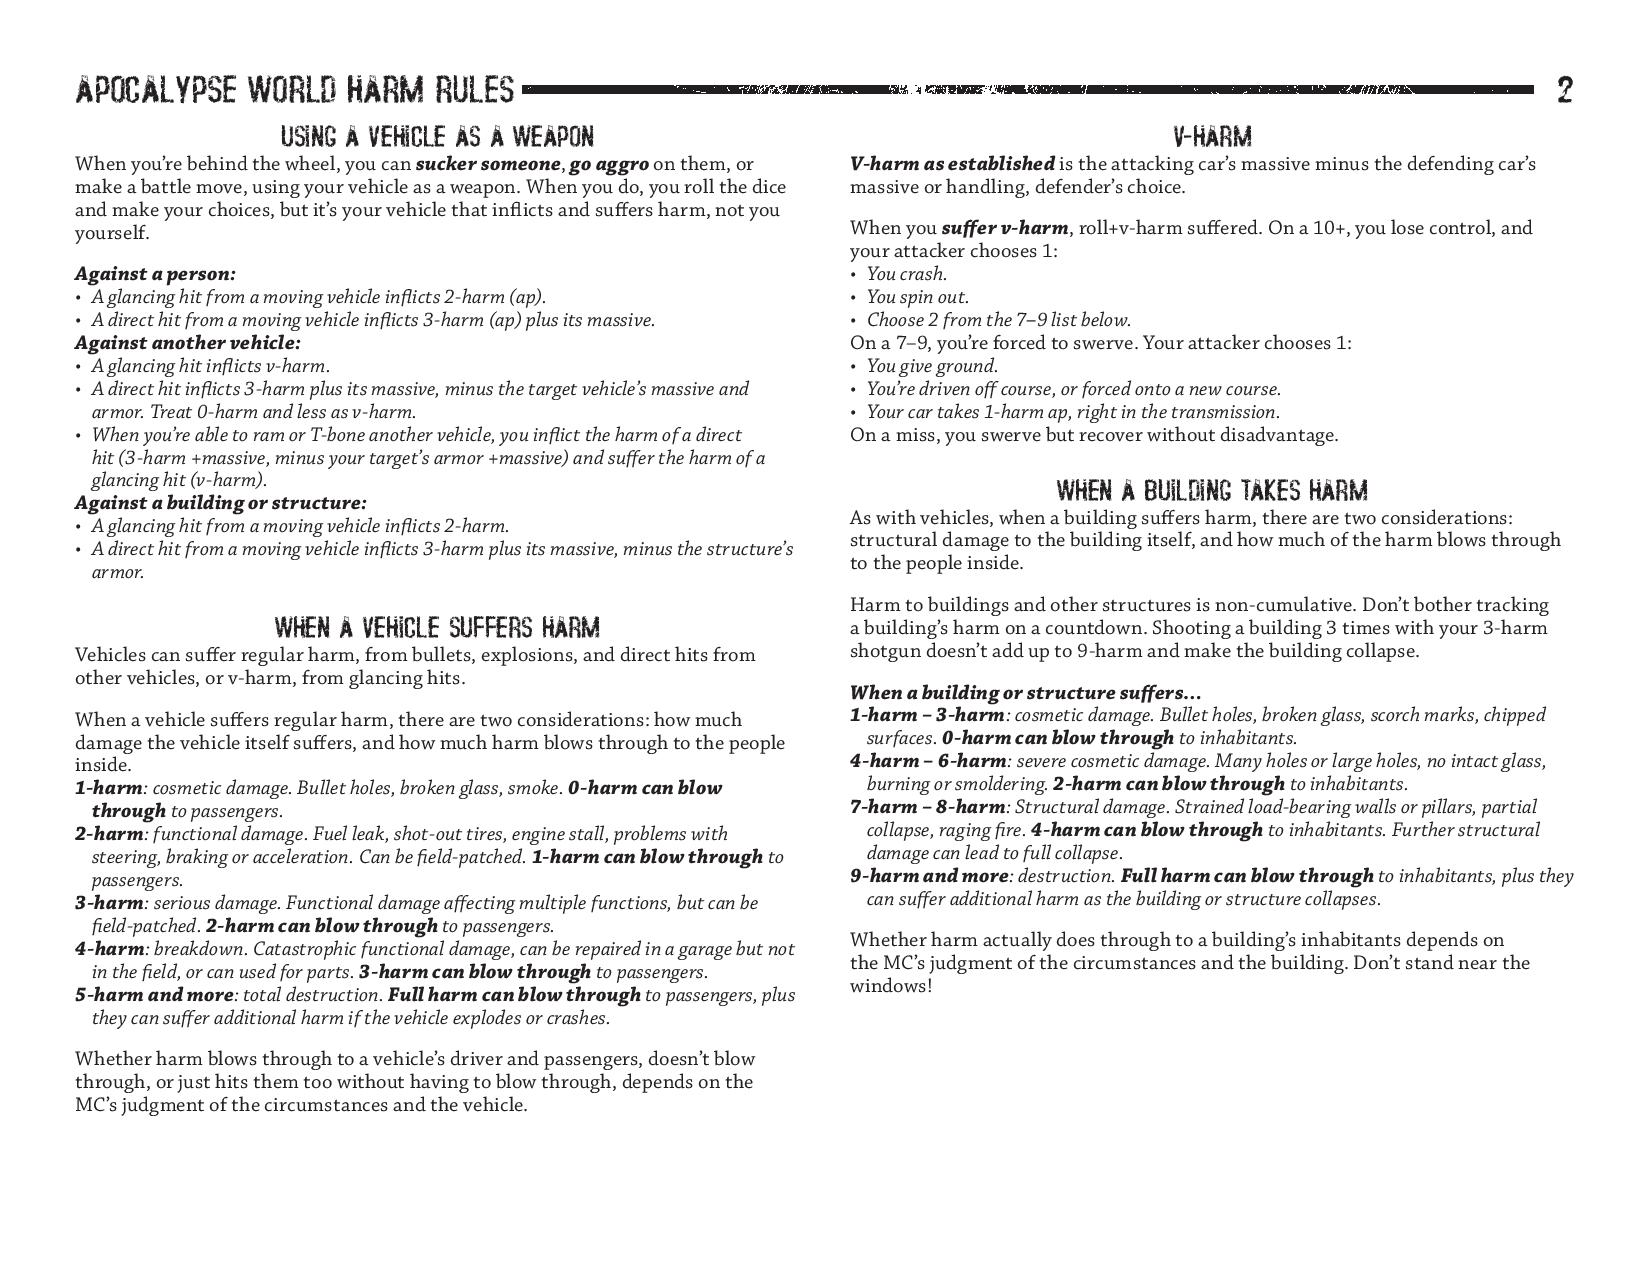 APOCALYPSE WORLD HARM RULES
2
USING A VEHICLE AS A WEAPON
When you’re behind the wheel, you can sucker someone, go aggro on them, or
make a battle move, using your vehicle as a weapon. When you do, you roll the dice
and make your choices, but it’s your vehicle that inflicts and suffers harm, not you
yourself.
Against a person:
• A glancing hit from a moving vehicle inflicts 2-harm (ap).
• A direct hit from a moving vehicle inflicts 3-harm (ap) plus its massive.
Against another vehicle:
• A glancing hit inflicts v-harm.
• A direct hit inflicts 3-harm plus its massive, minus the target vehicle’s massive and
armor. Treat 0-harm and less as v-harm.
• When you’re able to ram or T-bone another vehicle, you inflict the harm of a direct
hit (3-harm +massive, minus your target’s armor +massive) and suffer the harm of a
glancing hit (v-harm).
Against a building or structure:
• A glancing hit from a moving vehicle inflicts 2-harm.
• A direct hit from a moving vehicle inflicts 3-harm plus its massive, minus the structure’s
armor.
WHEN A VEHICLE SUFFERS HARM
Vehicles can suffer regular harm, from bullets, explosions, and direct hits from
other vehicles, or v-harm, from glancing hits.
When a vehicle suffers regular harm, there are two considerations: how much
damage the vehicle itself suffers, and how much harm blows through to the people
inside.
1-harm: cosmetic damage. Bullet holes, broken glass, smoke. 0-harm can blow
through to passengers.
2-harm: functional damage. Fuel leak, shot-out tires, engine stall, problems with
steering, braking or acceleration. Can be field-patched. 1-harm can blow through to
passengers.
3-harm: serious damage. Functional damage affecting multiple functions, but can be
field-patched. 2-harm can blow through to passengers.
4-harm: breakdown. Catastrophic functional damage, can be repaired in a garage but not
in the field, or can used for parts. 3-harm can blow through to passengers.
5-harm and more: total destruction. Full harm can blow through to passengers, plus
they can suffer additional harm if the vehicle explodes or crashes.
Whether harm blows through to a vehicle’s driver and passengers, doesn’t blow
through, or just hits them too without having to blow through, depends on the
MC’s judgment of the circumstances and the vehicle.
V-HARM
V-harm as established is the attacking car’s massive minus the defending car’s
massive or handling, defender’s choice.
When you suffer v-harm, roll+v-harm suffered. On a 10+, you lose control, and
your attacker chooses 1:
• You crash.
• You spin out.
• Choose 2 from the 7–9 list below.
On a 7–9, you’re forced to swerve. Your attacker chooses 1:
• You give ground.
• You’re driven off course, or forced onto a new course.
• Your car takes 1-harm ap, right in the transmission.
On a miss, you swerve but recover without disadvantage.
WHEN A BUILDING TAKES HARM
As with vehicles, when a building suffers harm, there are two considerations:
structural damage to the building itself, and how much of the harm blows through
to the people inside.
Harm to buildings and other structures is non-cumulative. Don’t bother tracking
a building’s harm on a countdown. Shooting a building 3 times with your 3-harm
shotgun doesn’t add up to 9-harm and make the building collapse.
When a building or structure suffers...
1-harm – 3-harm: cosmetic damage. Bullet holes, broken glass, scorch marks, chipped
surfaces. 0-harm can blow through to inhabitants.
4-harm – 6-harm: severe cosmetic damage. Many holes or large holes, no intact glass,
burning or smoldering. 2-harm can blow through to inhabitants.
7-harm – 8-harm: Structural damage. Strained load-bearing walls or pillars, partial
collapse, raging fire. 4-harm can blow through to inhabitants. Further structural
damage can lead to full collapse.
9-harm and more: destruction. Full harm can blow through to inhabitants, plus they
can suffer additional harm as the building or structure collapses.
Whether harm actually does through to a building’s inhabitants depends on
the MC’s judgment of the circumstances and the building. Don’t stand near the
windows!